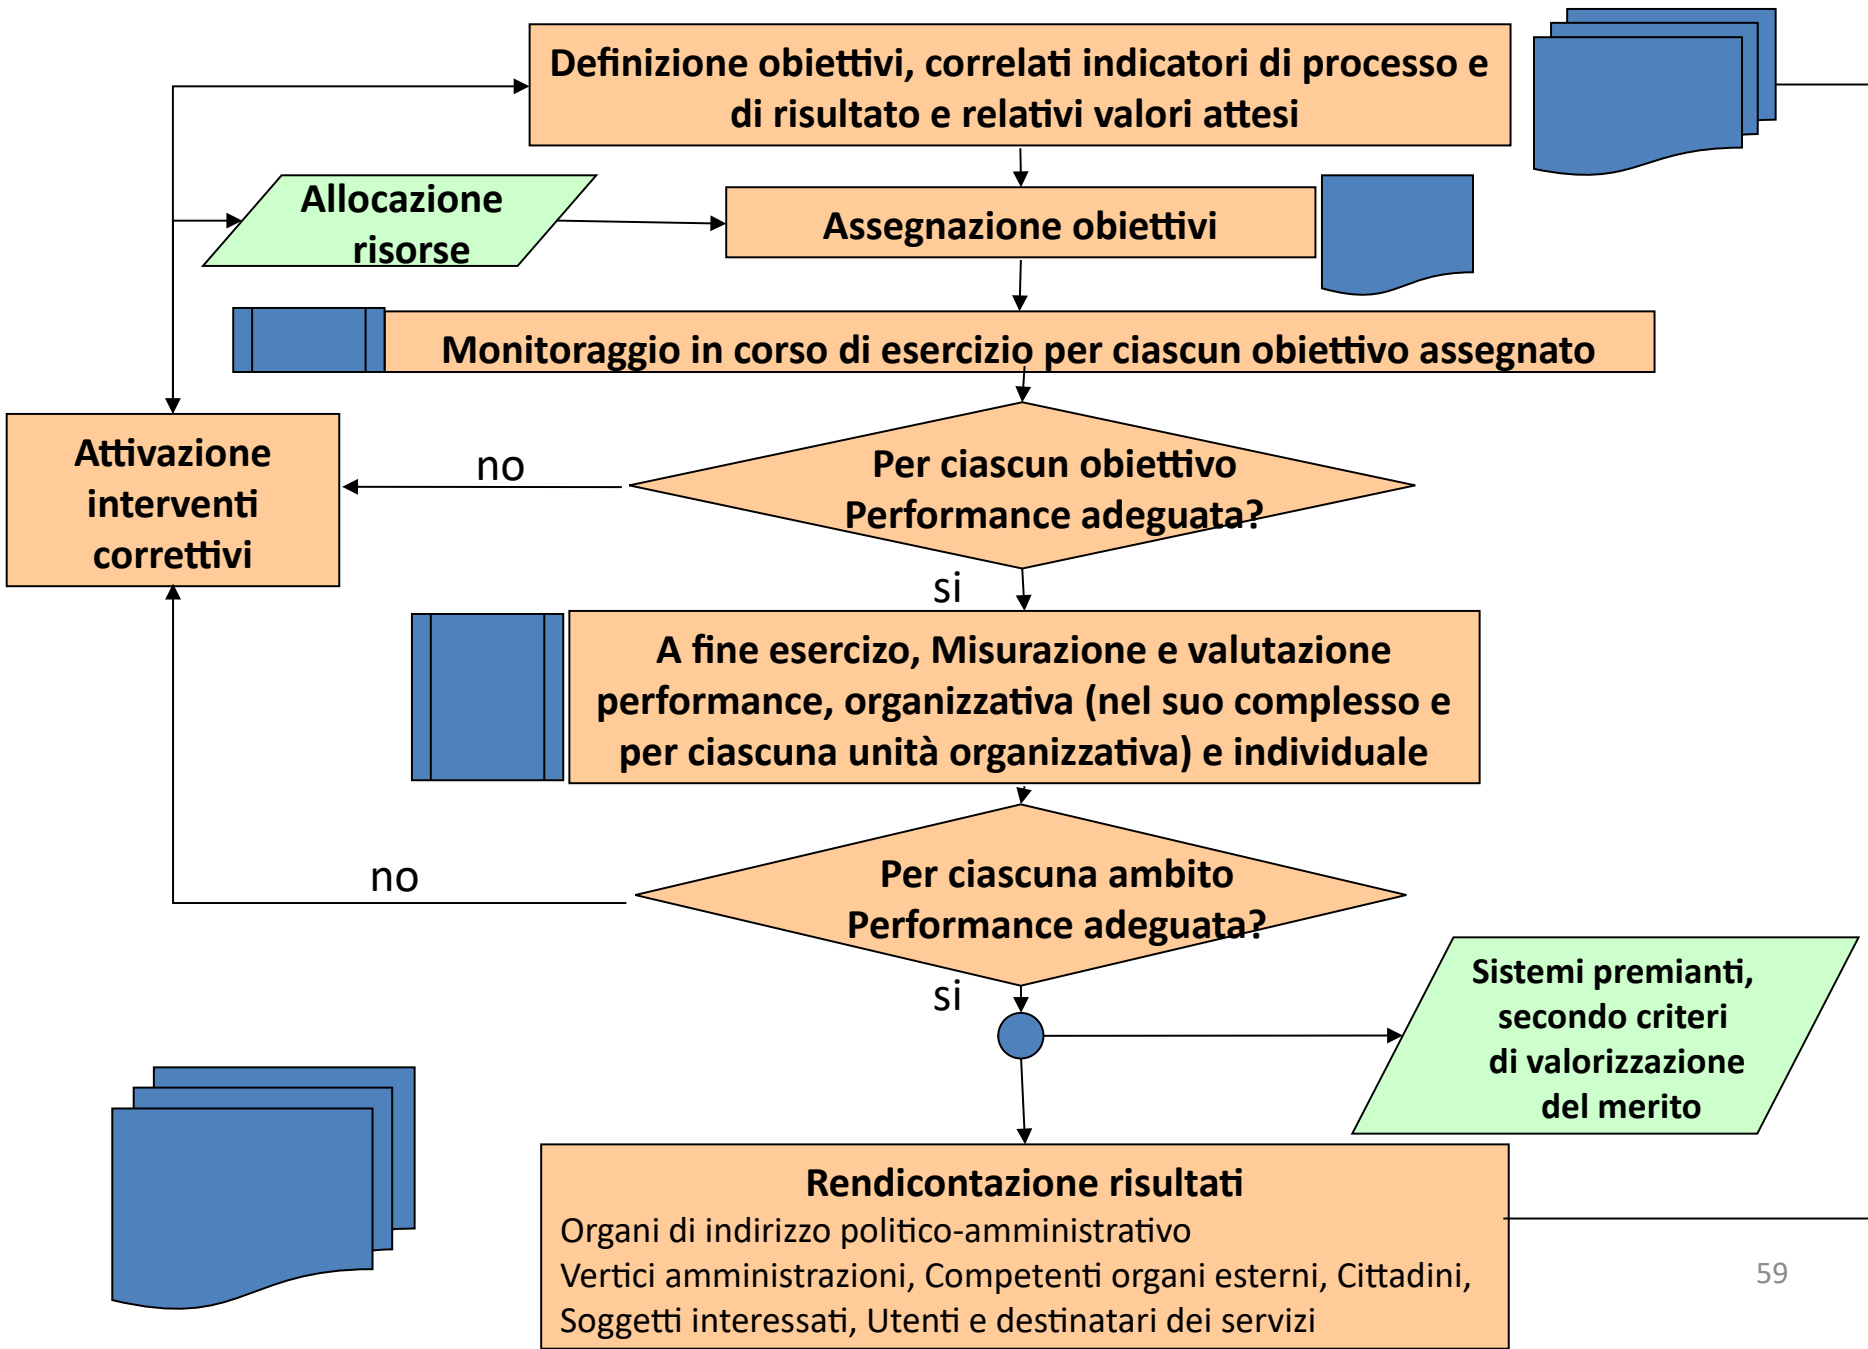 Definizione obiettivi, correlati indicatori di processo e
di risultato e relativi valori attesi
Allocazione
risorse
Assegnazione obiettivi
Monitoraggio in corso di esercizio per ciascun obiettivo assegnato
Attivazione
interventi
correttivi
no
Per ciascun obiettivo
Performance adeguata?
si
A fine esercizo, Misurazione e valutazione
performance, organizzativa (nel suo complesso e
per ciascuna unità organizzativa) e individuale
no
Per ciascuna ambito
Performance adeguata?
si
Sistemi premianti,
secondo criteri
di valorizzazione
del merito
Rendicontazione risultati
Organi di indirizzo politico-amministrativo
Vertici amministrazioni, Competenti organi esterni, Cittadini,
Soggetti interessati, Utenti e destinatari dei servizi
59